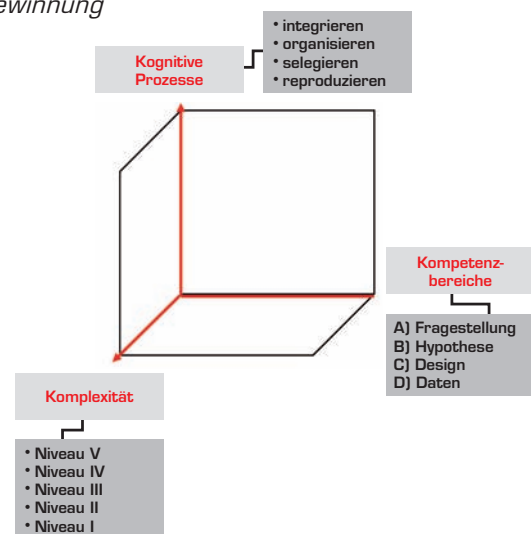 • integrieren
• organisieren
• selegieren
• reproduzieren
Kognitive
Prozesse
Kompetenz-
bereiche
A) Fragestellung
B) Hypothese
C) Design
D) Daten
Komplexität
• Niveau V
• Niveau IV
• Niveau III
• Niveau II
• Niveau I